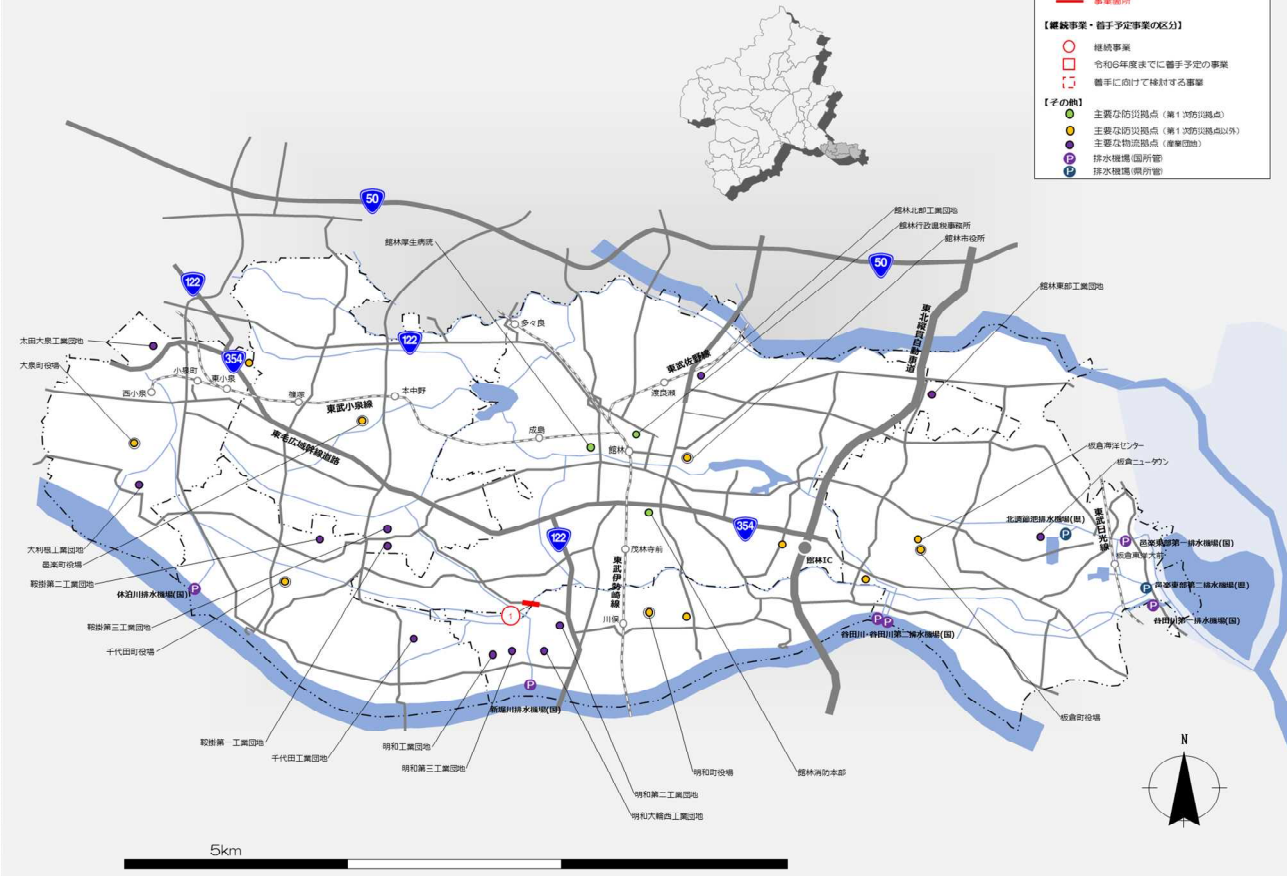 事業箇所
【継続事業・着手予定事業の区分】
継続事業
令和6年度までに着手予定の事業
着手に向けて検討する事業
【その他】
主要な防災拠点（第1次防災拠点）
主要な防災拠点（第1次防災拠点以外）
主要な物流拠点（産業団地）
P 排水機場(国所管)
P 排水機場(県所管)
50
館林北部工業団地
館林行政県税事務所
館林市役所
館林厚生病院
50
122
館林東部工業団地
東北縦貫自動車道
多々良
太田大泉工業団地
122
354
東武佐野線
大泉町役場
小泉町
東小泉
西小泉
篠塚
本中野
渡良瀬
東武小泉線
成島
東毛広域幹線道路
館林
板倉海洋センター
板倉ニュータウン
東武日光線
北調節池排水機場(県)
P
354
122
P
邑楽東部第一排水機場(国)
大利根工業団地
邑楽町役場
茂林寺前
館林IC
板倉東洋大前
鞍掛第二工業団地
休泊川排水機場(国)
P
東武伊勢崎線
P
邑楽東部第二排水機場(県)
P
谷田川第一排水機場(国)
1
川俣
鞍掛第三工業団地
P P
谷田川・谷田川第二排水機場(国)
千代田町役場
P
新堀川排水機場(国)
板倉町役場
鞍掛第一工業団地
千代田工業団地
明和工業団地
明和第三工業団地
明和町役場
館林消防本部
明和第二工業団地
明和大輪西工業団地
N
5km